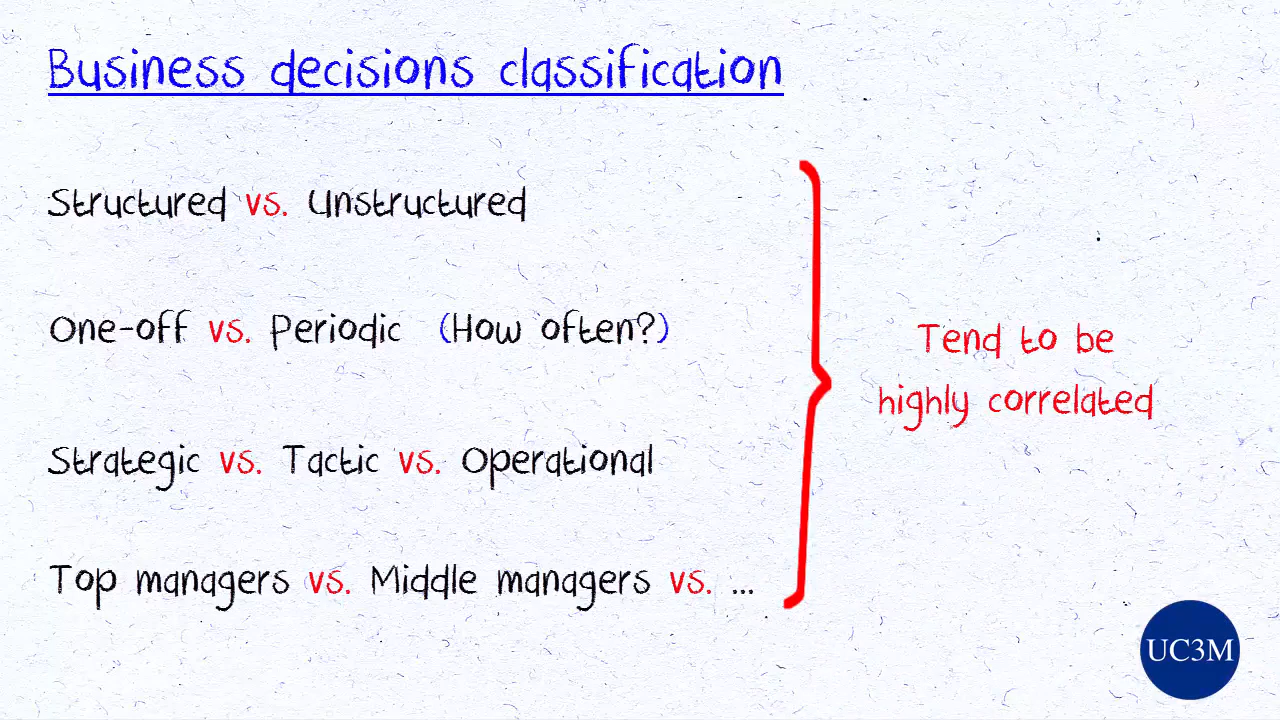 Business decisions classification
Structured vs. Unstructured
One-off vs. Periodic (How often?)
Strategic vs. Tactic vs. Operational
Top managers vs. Middle managers vs. ...
Tend to be
highly correlated
UC3M